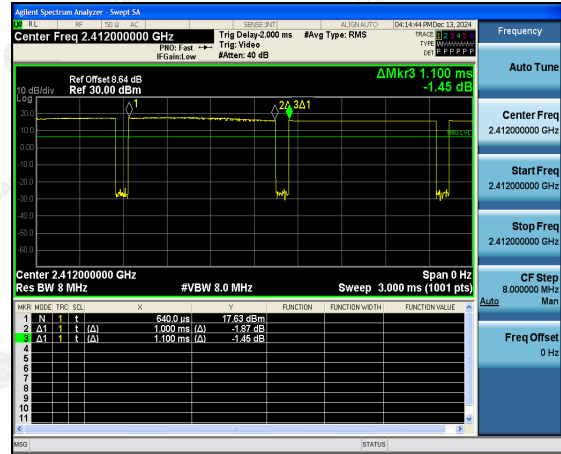 Agilent Spectrum Analyzer - Swept SA
RL RF 50 Ω AC SENSE:INT ALIGN AUTO 04:14:44 PM Dec 13, 2024
Center Freq 2.412000000 GHz
PNO: Fast
IFGain:Low
Trig Delay-2.000 ms
Trig: Video
#Atten: 40 dB
#Avg Type: RMS
TRACE 1 2 3 4 5 6
TYPE
DET P P P P P P
Ref Offset 8.64 dB
10 dB/div Ref 30.00 dBm
Log
ΔMkr3 1.100 ms
-1.45 dB
1
2Δ 3Δ1
20.0
10.0
TRIG LVL
0.00
-10.0
-20.0
-30.0
-40.0
-50.0
-60.0
Center 2.412000000 GHz Span 0 Hz
Res BW 8 MHz #VBW 8.0 MHz Sweep 3.000 ms (1001 pts)
MKR MODE TRC SCL X Y FUNCTION FUNCTION WIDTH FUNCTION VALUE
1 N 1 t 640.0 µs 17.63 dBm
2 Δ1 1 t (Δ) 1.000 ms (Δ) -1.87 dB
3 Δ1 1 t (Δ) 1.100 ms (Δ) -1.45 dB
4
5
6
7
8
9
10
11
MSG STATUS
Frequency
Auto Tune
Center Freq
2.412000000 GHz
Start Freq
2.412000000 GHz
Stop Freq
2.412000000 GHz
CF Step
8.000000 MHz
Auto Man
Freq Offset
0 Hz